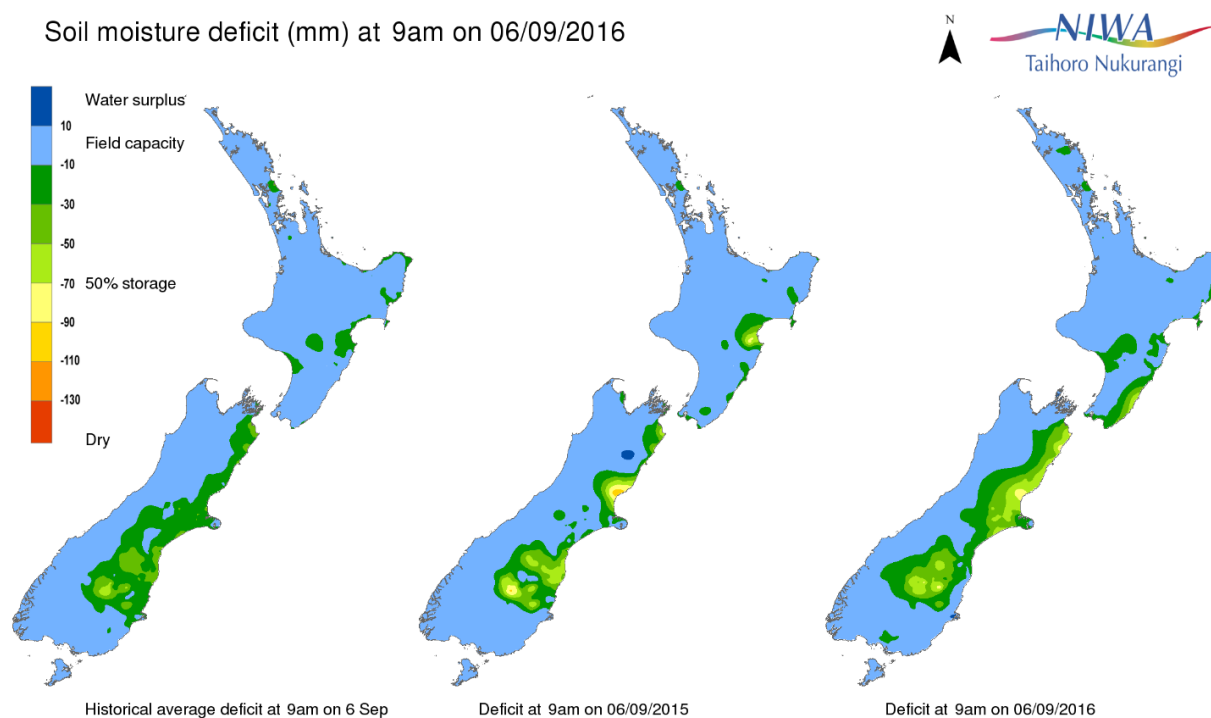 Soil moisture deficit (mm) at 9am on 06/09/2016
N
NIWA
Taihoro Nukurangi
Water surplus
10
Field capacity
-10
-30
-50
50% storage
-70
-90
-110
-130
Dry
Historical average deficit at 9am on 6 Sep
Deficit at 9am on 06/09/2015
Deficit at 9am on 06/09/2016